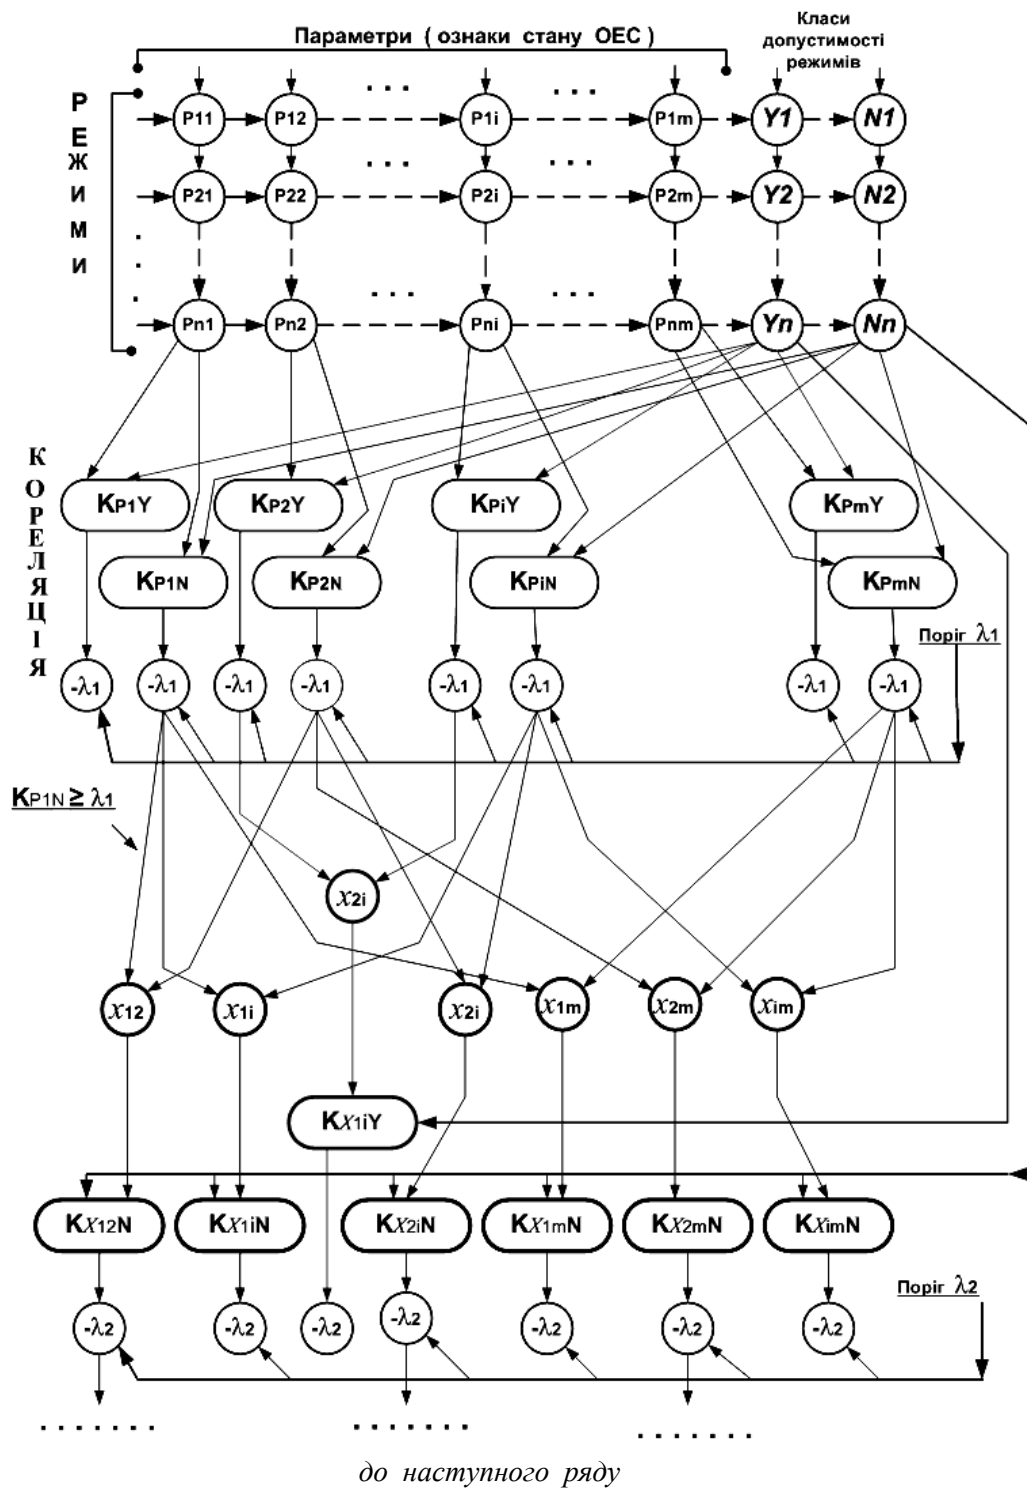 Параметри ( ознаки стану ОЕС )
Класи
допустимості
режимів
РЕЖИМИ
P11 P12 . . . P1i . . . P1m Y1 N1
P21 P22 . . . P2i . . . P2m Y2 N2
Pn1 Pn2 . . . Pni . . . Pnm Yn Nn
КОРЕЛЯЦІЯ
KP1Y KP2Y KPiY KPmY
KP1N KP2N KPiN KPmN
Поріг λ1
-λ1 -λ1 -λ1 -λ1 -λ1 -λ1 -λ1 -λ1
KP1N ≥ λ1
x2i
x12 x1i x2i x1m x2m xim
KX1iY
KX12N KX1iN KX2iN KX1mN KX2mN KXimN
Поріг λ2
-λ2 -λ2 -λ2 -λ2 -λ2 -λ2 -λ2
. . . . . . . . . . . . . . . . . . . . .
до наступного ряду